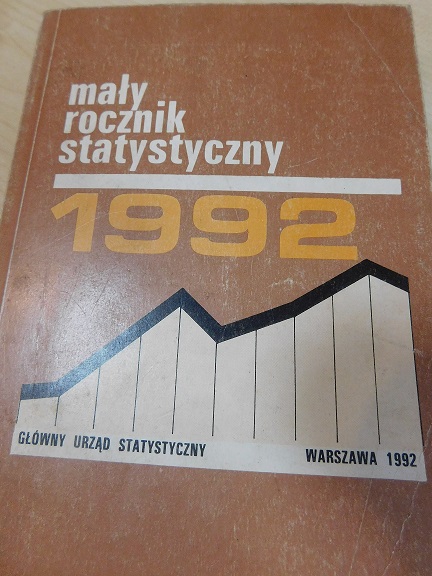 mały
rocznik
statystyczny
1992
GŁÓWNY URZĄD STATYSTYCZNY
WARSZAWA 1992